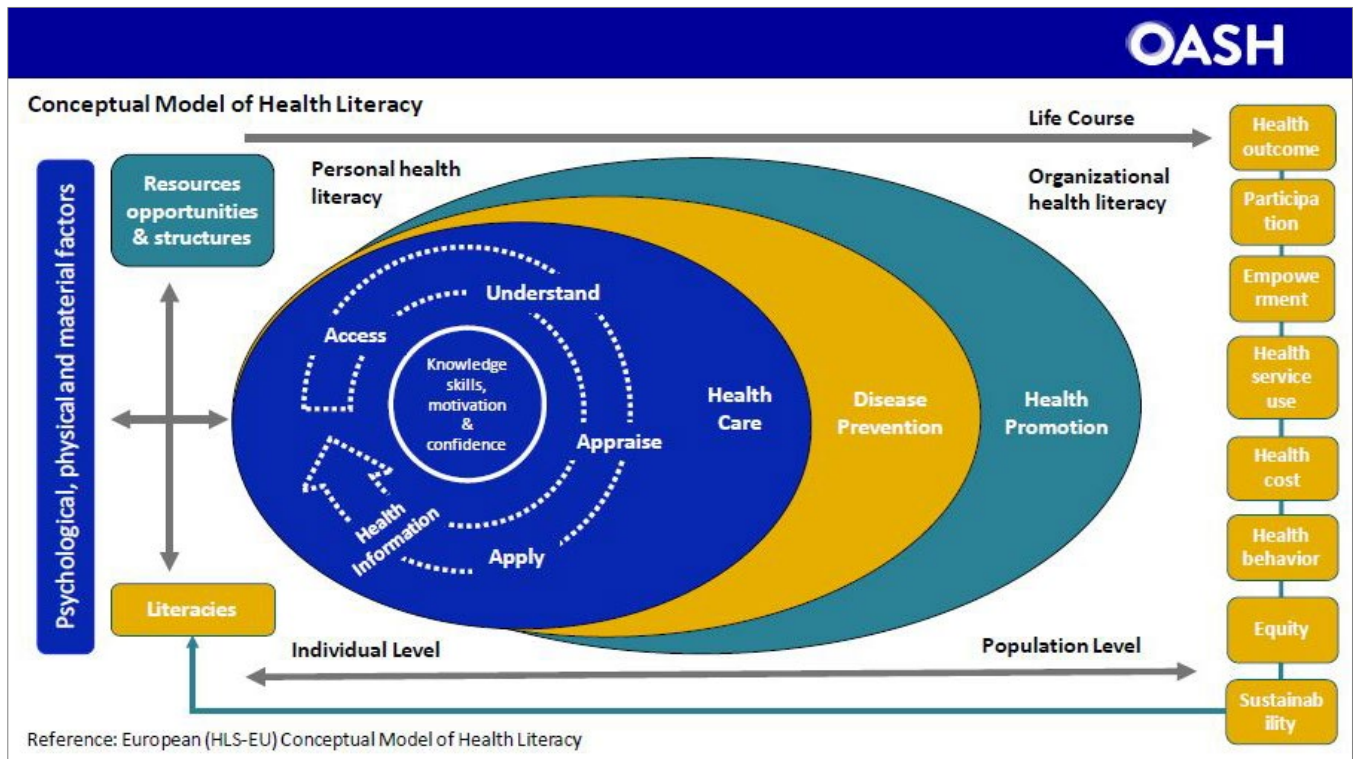 OASH
Conceptual Model of Health Literacy
Life Course
Psychological, physical and material factors
Resources
opportunities
& structures
Literacies
Personal health
literacy
Organizational
health literacy
Access
Understand
Appraise
Apply
Health
Information
Knowledge
skills,
motivation
&
confidence
Health
Care
Disease
Prevention
Health
Promotion
Individual Level
Population Level
Health
outcome
Participa
tion
Empowe
rment
Health
service
use
Health
cost
Health
behavior
Equity
Sustainab
ility
Reference: European (HLS-EU) Conceptual Model of Health Literacy